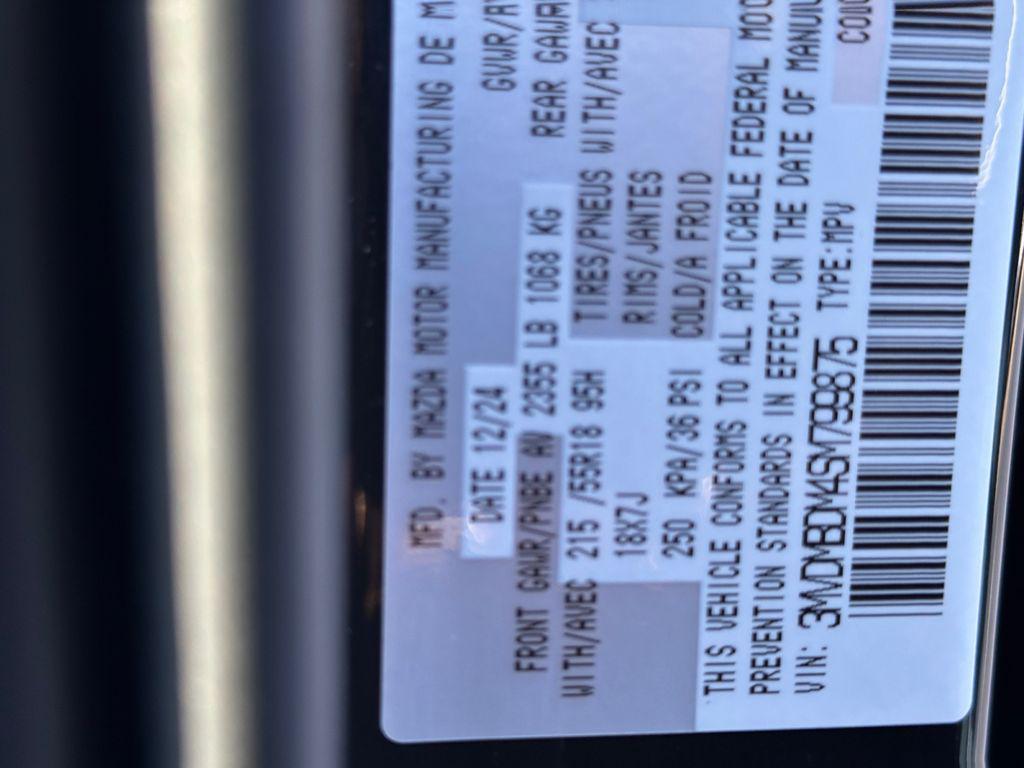 MFD. BY MAZDA MOTOR MANUFACTURING DE M
DATE 12/24 GVWR/
FRONT GAWR/PNBE AV 2355 LB 1068 KG REAR GAWR
WITH/AVEC 215 /55R18 95H TIRES/PNEUS WITH/AVEC
18X7J RIMS/JANTES
250 KPA/36 PSI COLD/A FROID
THIS VEHICLE CONFORMS TO ALL APPLICABLE FEDERAL MO
PREVENTION STANDARDS IN EFFECT ON THE DATE OF MANU
VIN: 3MVDMBDM4SM799875 TYPE:MPV